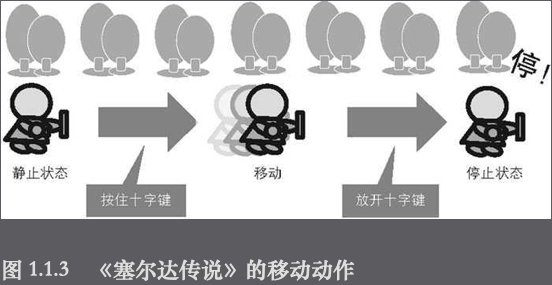 停!
静止状态
移动
停止状态
按住十字键
放开十字键
图 1.1.3 《塞尔达传说》的移动动作